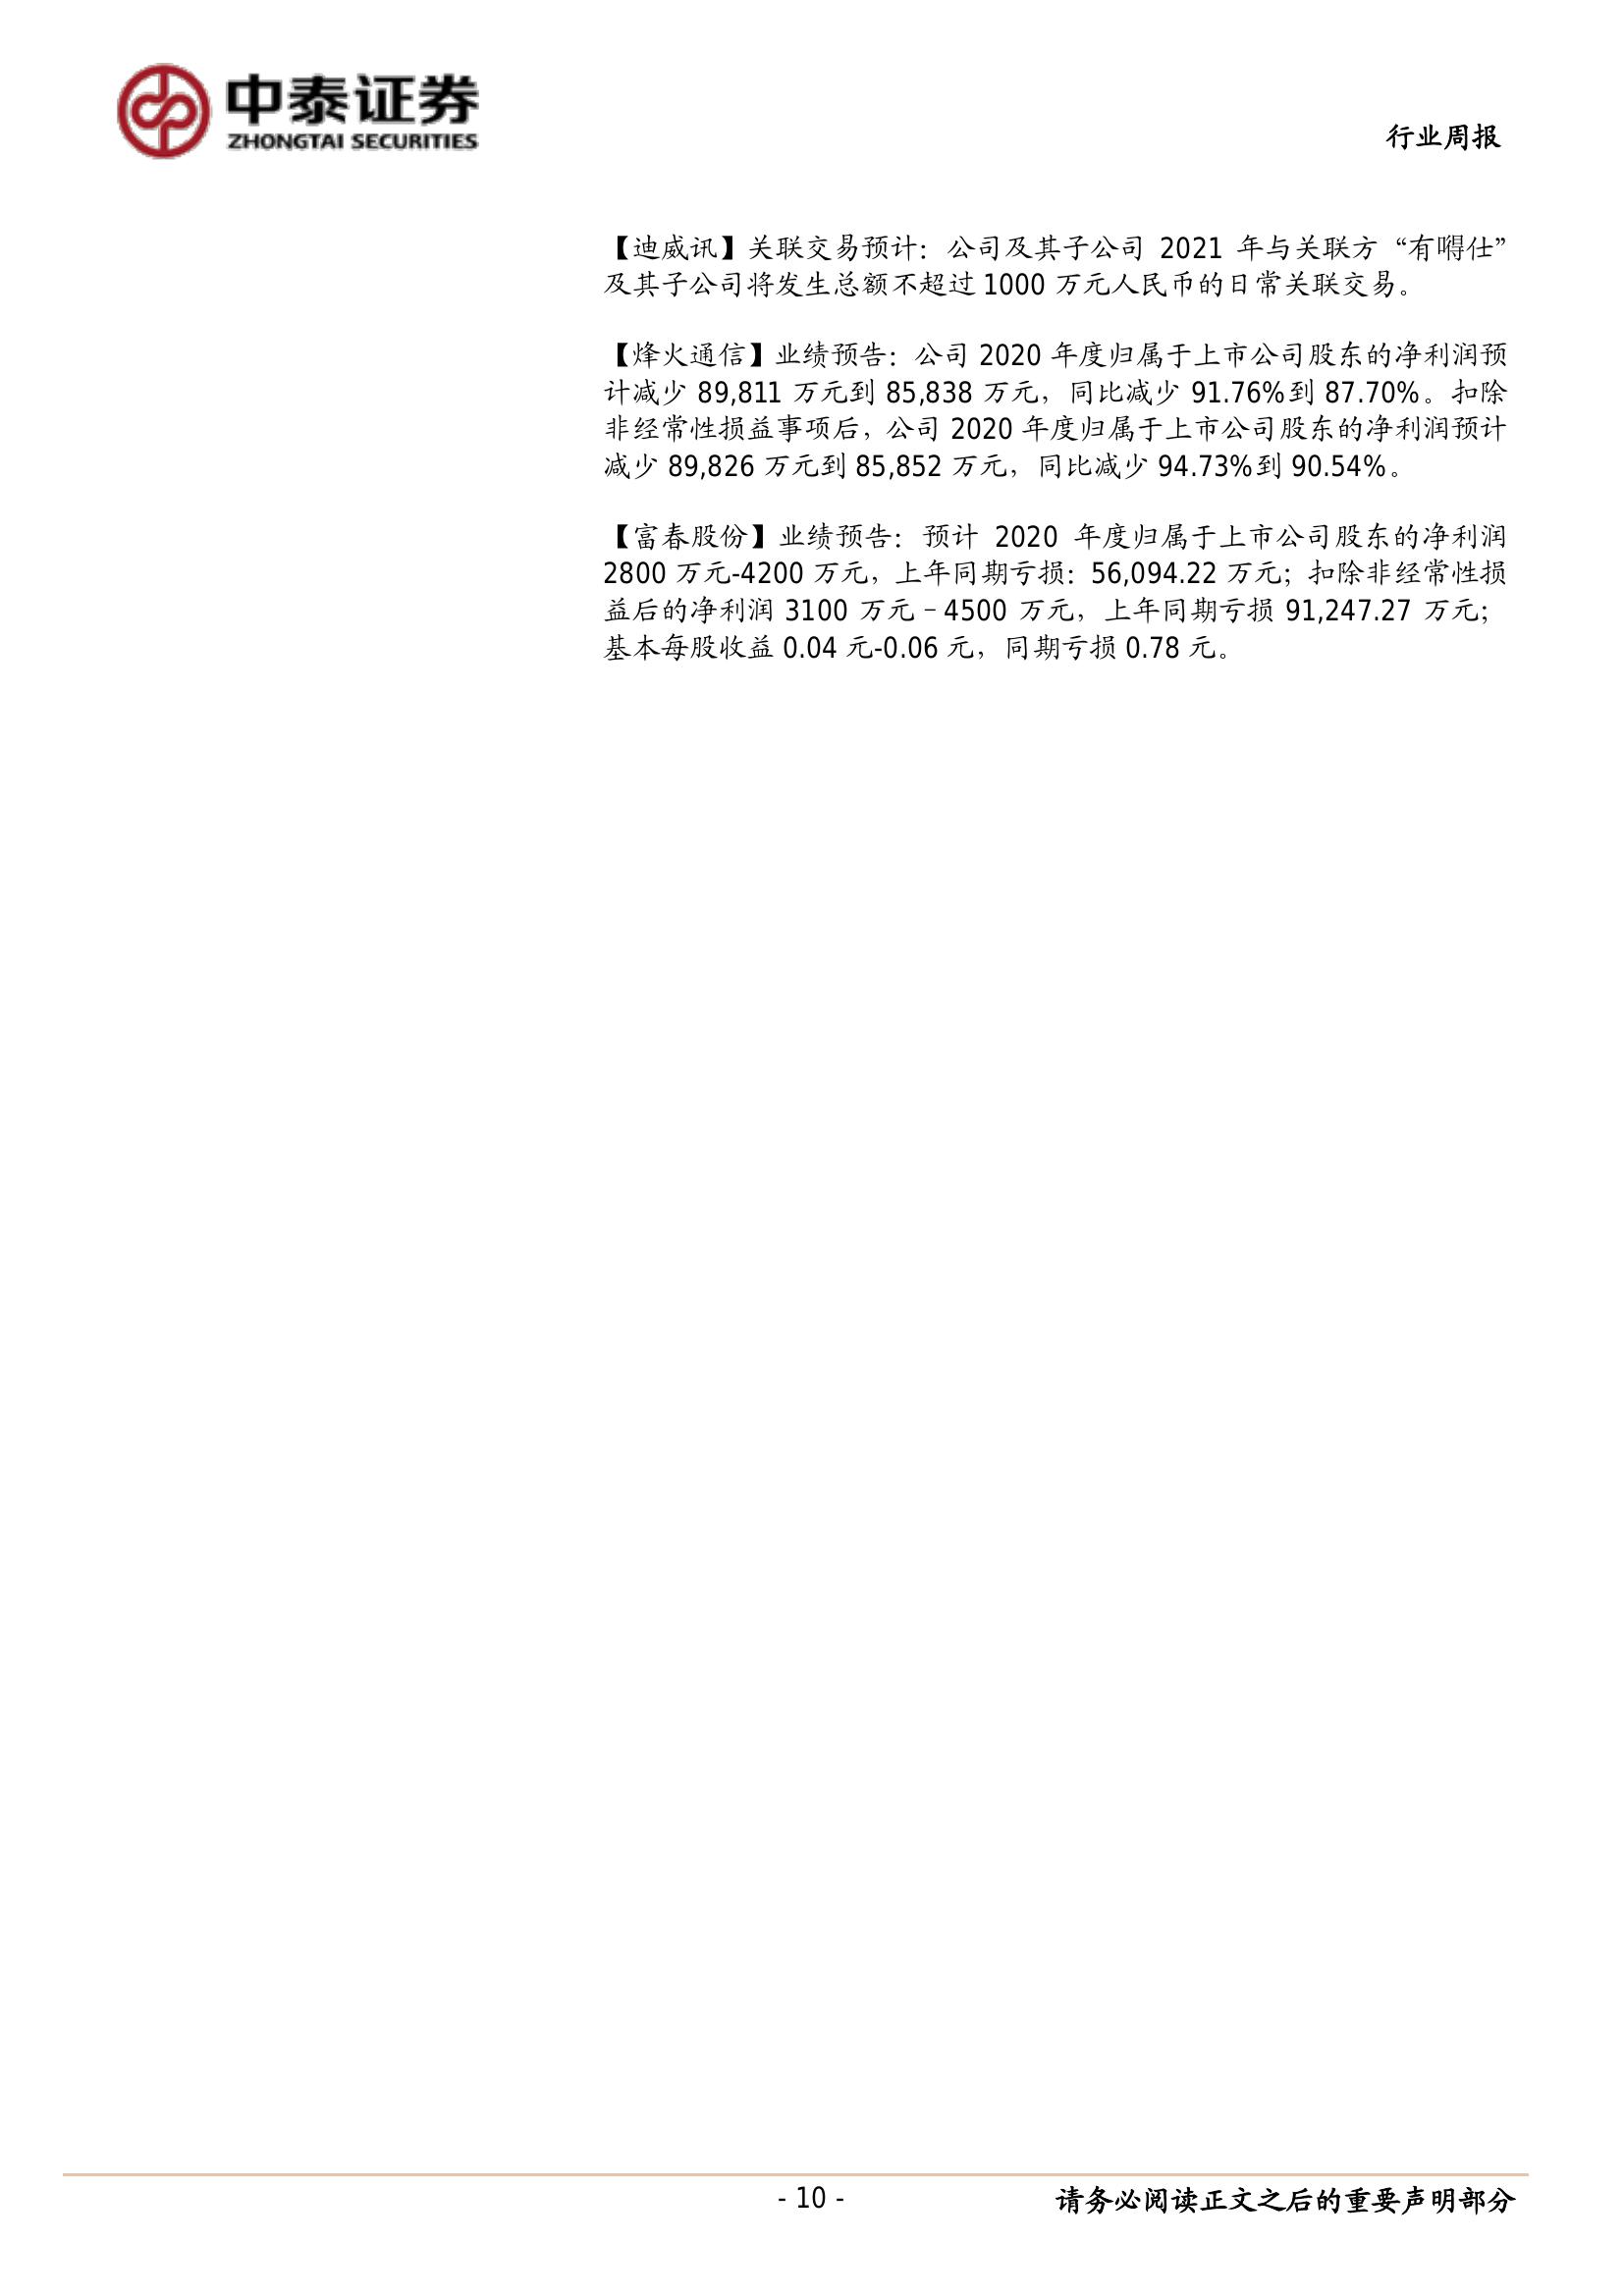 中泰证券
ZHONGTAI SECURITIES
行业周报
【迪威讯】关联交易预计：公司及其子公司 2021 年与关联方“有㖊仕”
及其子公司将发生总额不超过 1000 万元人民币的日常关联交易。
【烽火通信】业绩预告：公司 2020 年度归属于上市公司股东的净利润预
计减少 89,811 万元到 85,838 万元，同比减少 91.76%到 87.70%。扣除
非经常性损益事项后，公司 2020 年度归属于上市公司股东的净利润预计
减少 89,826 万元到 85,852 万元，同比减少 94.73%到 90.54%。
【富春股份】业绩预告：预计 2020 年度归属于上市公司股东的净利润
2800 万元-4200 万元，上年同期亏损：56,094.22 万元；扣除非经常性损
益后的净利润 3100 万元–4500 万元，上年同期亏损 91,247.27 万元；
基本每股收益 0.04 元-0.06 元，同期亏损 0.78 元。
- 10 -
请务必阅读正文之后的重要声明部分